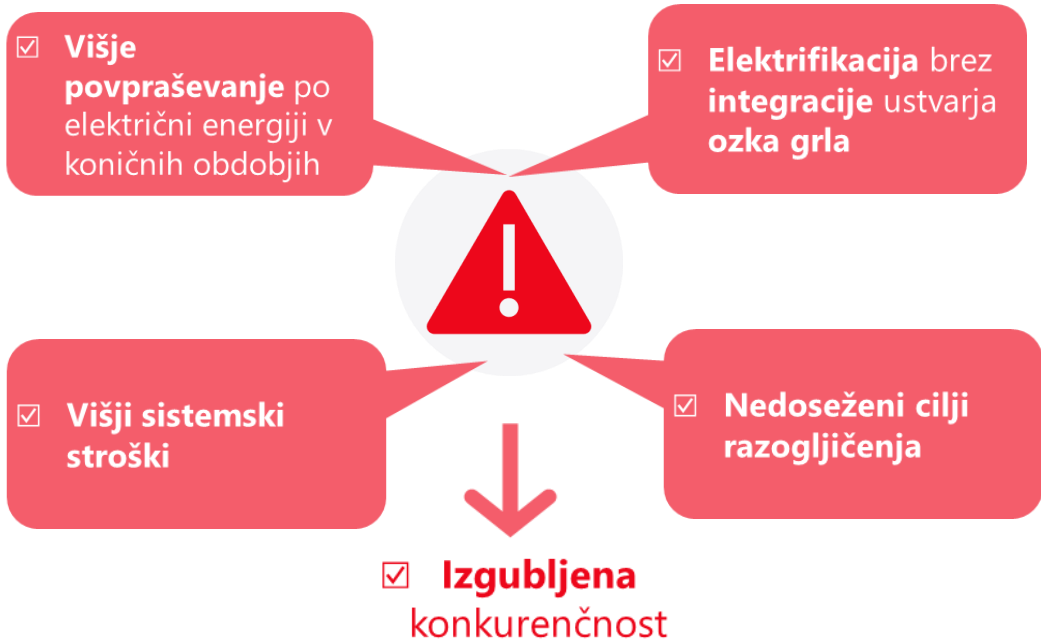 ☑ Višje
povpraševanje po
električni energiji v
koničnih obdobjih
☑ Elektrifikacija brez
integracije ustvarja
ozka grla
☑ Višji sistemski
stroški
☑ Nedoseženi cilji
razogljičenja
☑ Izgubljena
konkurenčnost